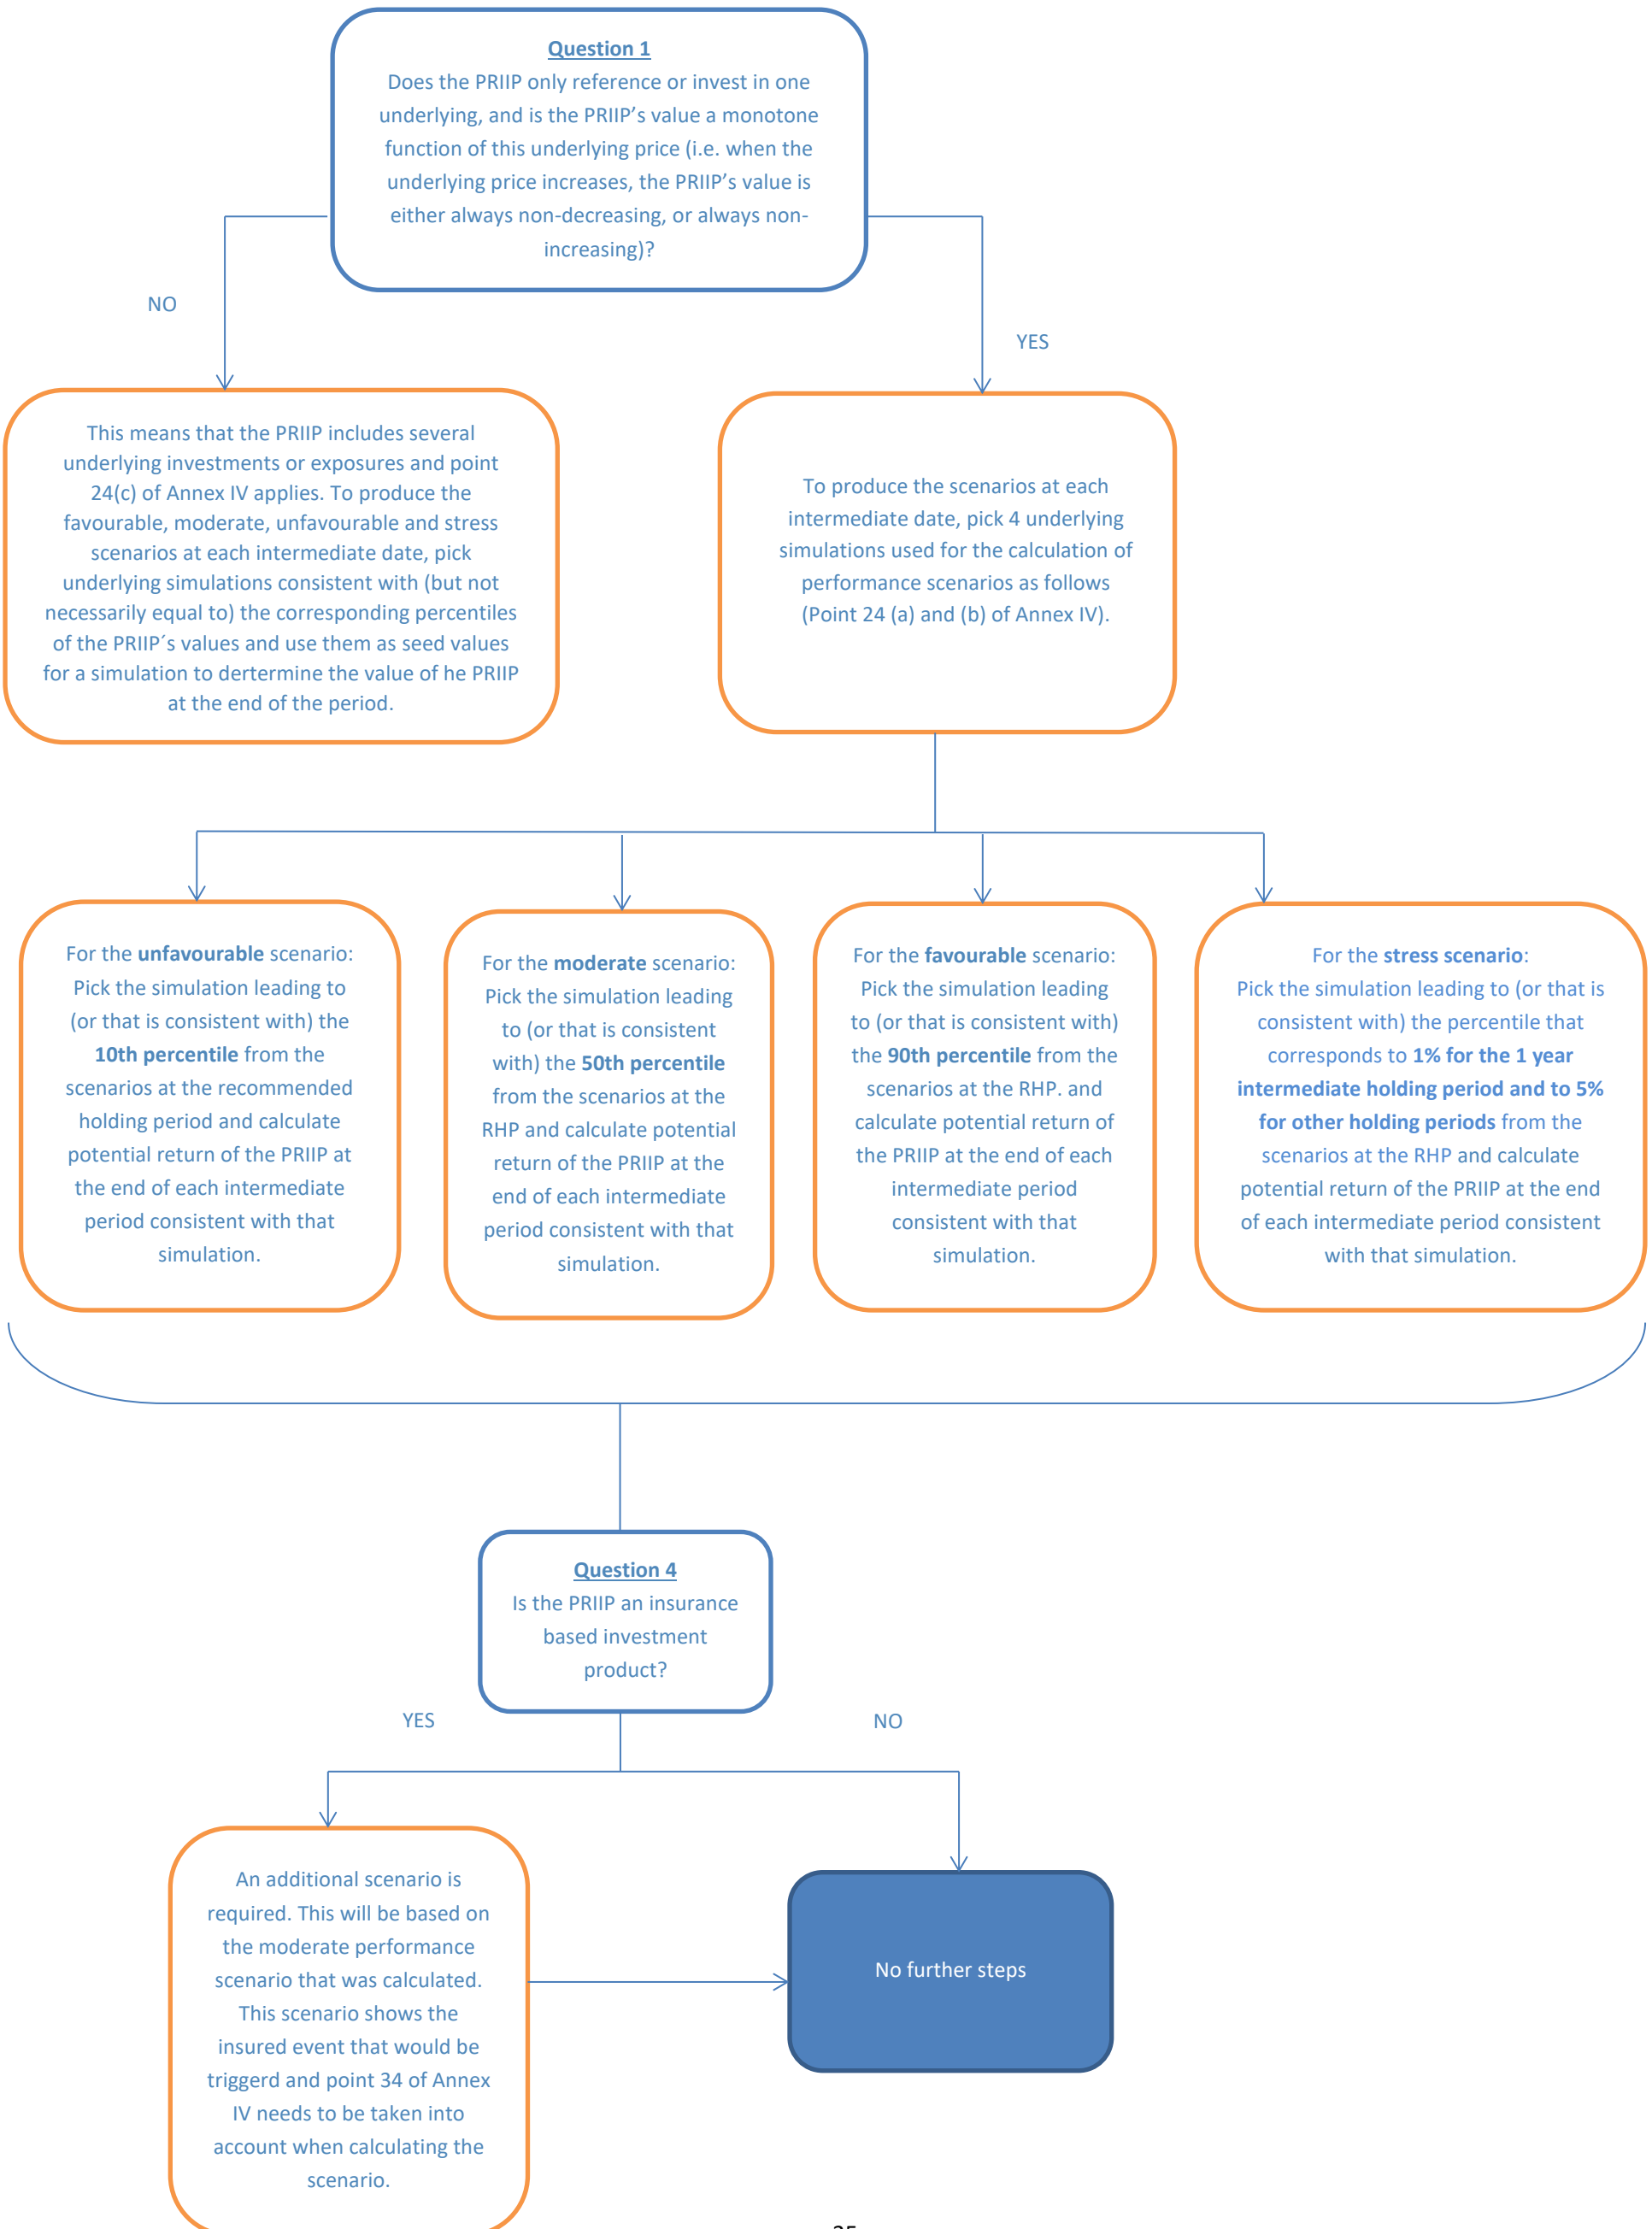 Question 1
Does the PRIIP only reference or invest in one
underlying, and is the PRIIP's value a monotone
function of this underlying price (i.e. when the
underlying price increases, the PRIIP's value is
either always non-decreasing, or always non-
increasing)?
NO
YES
This means that the PRIIP includes several
underlying investments or exposures and point
24(c) of Annex IV applies. To produce the
favourable, moderate, unfavourable and stress
scenarios at each intermediate date, pick
underlying simulations consistent with (but not
necessarily equal to) the corresponding percentiles
of the PRIIP´s values and use them as seed values
for a simulation to dertermine the value of he PRIIP
at the end of the period.
To produce the scenarios at each
intermediate date, pick 4 underlying
simulations used for the calculation of
performance scenarios as follows
(Point 24 (a) and (b) of Annex IV).
For the unfavourable scenario:
Pick the simulation leading to
(or that is consistent with) the
10th percentile from the
scenarios at the recommended
holding period and calculate
potential return of the PRIIP at
the end of each intermediate
period consistent with that
simulation.
For the moderate scenario:
Pick the simulation leading
to (or that is consistent
with) the 50th percentile
from the scenarios at the
RHP and calculate potential
return of the PRIIP at the
end of each intermediate
period consistent with that
simulation.
For the favourable scenario:
Pick the simulation leading
to (or that is consistent with)
the 90th percentile from the
scenarios at the RHP. and
calculate potential return of
the PRIIP at the end of each
intermediate period
consistent with that
simulation.
For the stress scenario:
Pick the simulation leading to (or that is
consistent with) the percentile that
corresponds to 1% for the 1 year
intermediate holding period and to 5%
for other holding periods from the
scenarios at the RHP and calculate
potential return of the PRIIP at the end
of each intermediate period consistent
with that simulation.
Question 4
Is the PRIIP an insurance
based investment
product?
YES
NO
An additional scenario is
required. This will be based on
the moderate performance
scenario that was calculated.
This scenario shows the
insured event that would be
triggerd and point 34 of Annex
IV needs to be taken into
account when calculating the
scenario.
No further steps